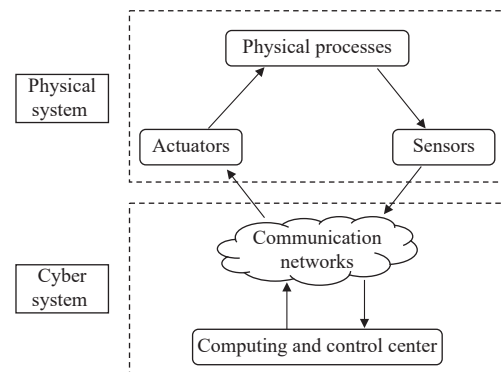 Physical processes
Physical
system
Actuators
Sensors
Communication
networks
Cyber
system
Computing and control center